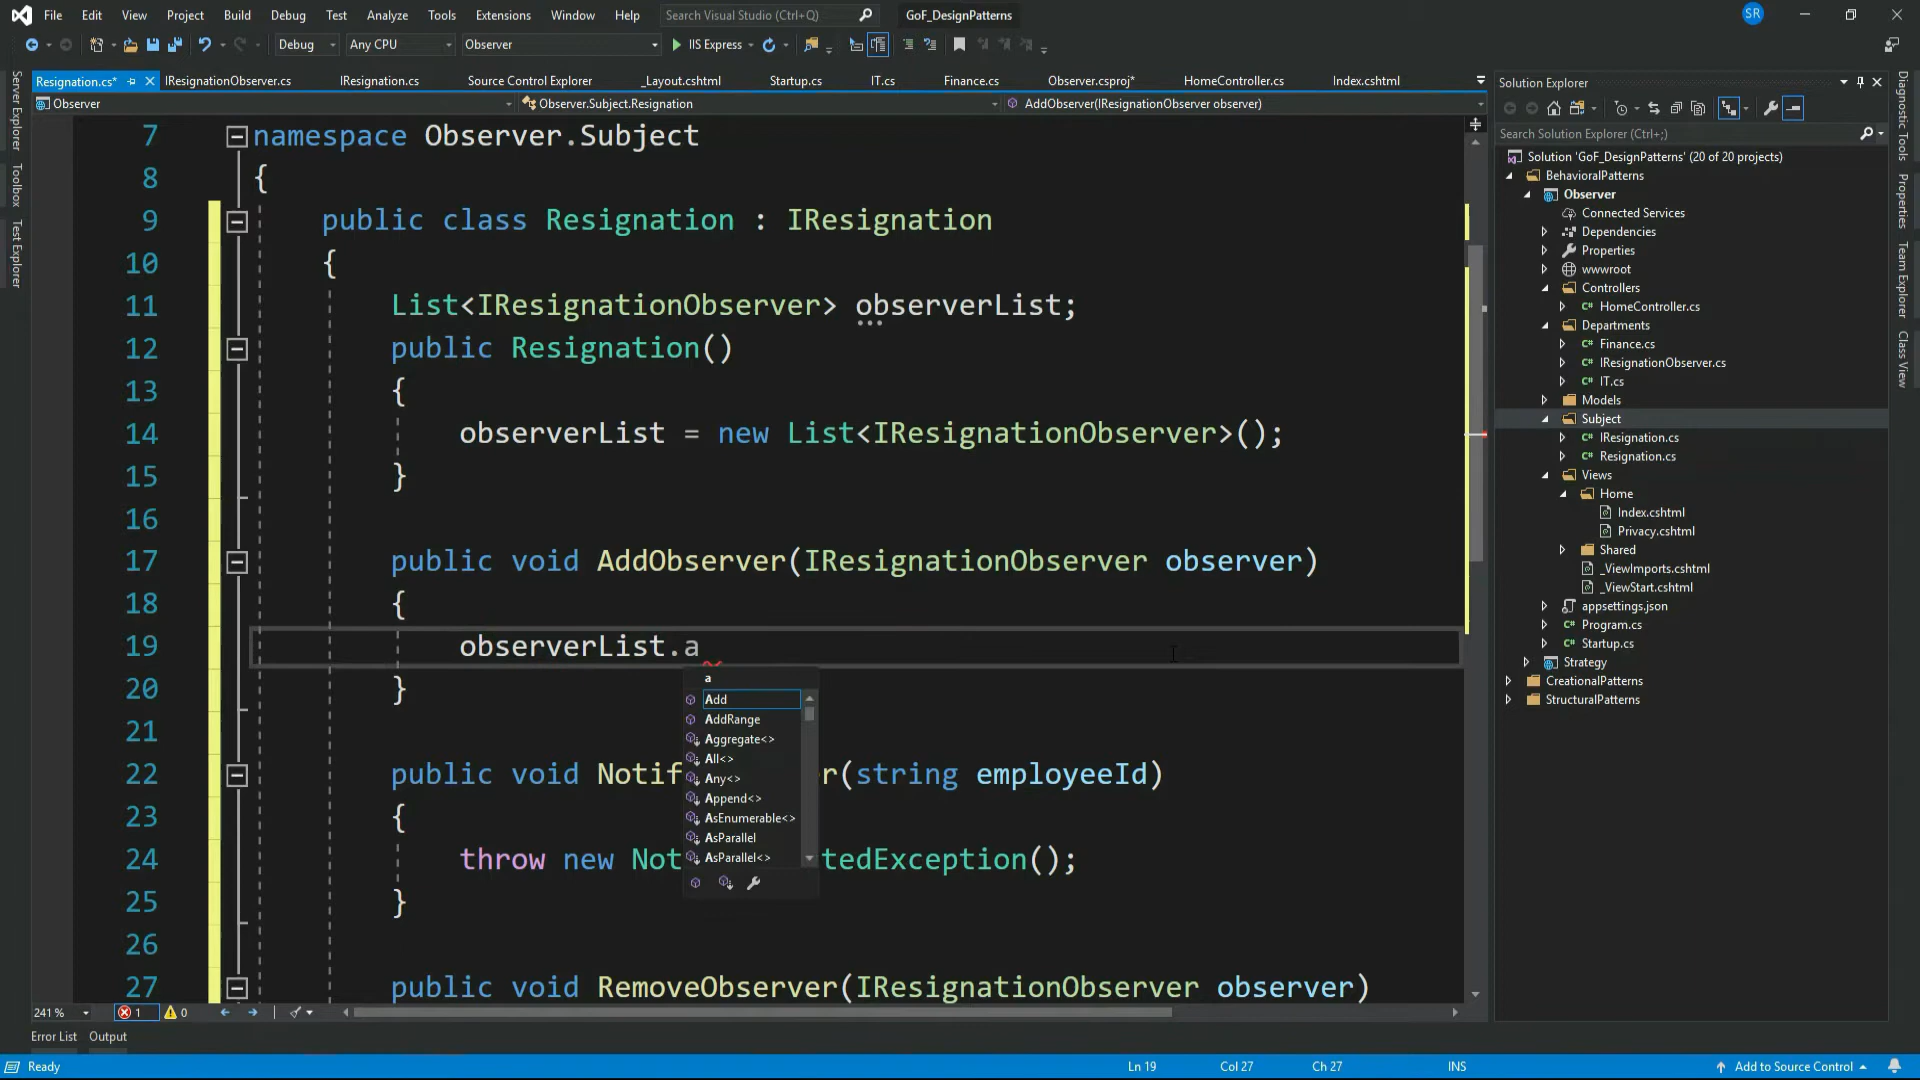 File Edit View Project Build Debug Test Analyze Tools Extensions Window Help Search Visual Studio (Ctrl+Q) GoF_DesignPatterns SR
Debug Any CPU Observer IIS Express
Resignation.cs* IResignationObserver.cs IResignation.cs Source Control Explorer _Layout.cshtml Startup.cs IT.cs Finance.cs Observer.csproj* HomeController.cs Index.cshtml
Observer Observer.Subject.Resignation AddObserver(IResignationObserver observer)
Server Explorer
Toolbox
Test Explorer
7 namespace Observer.Subject
8 {
9 public class Resignation : IResignation
10 {
11 List<IResignationObserver> observerList;
12 public Resignation()
13 {
14 observerList = new List<IResignationObserver>();
15 }
16
17 public void AddObserver(IResignationObserver observer)
18 {
19 observerList.a
20 }
21
22 public void Notif r(string employeeId)
23 {
24 throw new Not tedException();
25 }
26
27 public void RemoveObserver(IResignationObserver observer)
a
Add
AddRange
Aggregate<>
All<>
Any<>
Append<>
AsEnumerable<>
AsParallel
AsParallel<>
241 % 1 0
Error List Output
Ready Ln 19 Col 27 Ch 27 INS Add to Source Control
Solution Explorer
Search Solution Explorer (Ctrl+;)
Solution 'GoF_DesignPatterns' (20 of 20 projects)
BehavioralPatterns
Observer
Connected Services
Dependencies
Properties
wwwroot
Controllers
C# HomeController.cs
Departments
C# Finance.cs
C# IResignationObserver.cs
C# IT.cs
Models
Subject
C# IResignation.cs
C# Resignation.cs
Views
Home
Index.cshtml
Privacy.cshtml
Shared
_ViewImports.cshtml
_ViewStart.cshtml
appsettings.json
C# Program.cs
C# Startup.cs
Strategy
CreationalPatterns
StructuralPatterns
Diagnostic Tools
Properties
Team Explorer
Class View